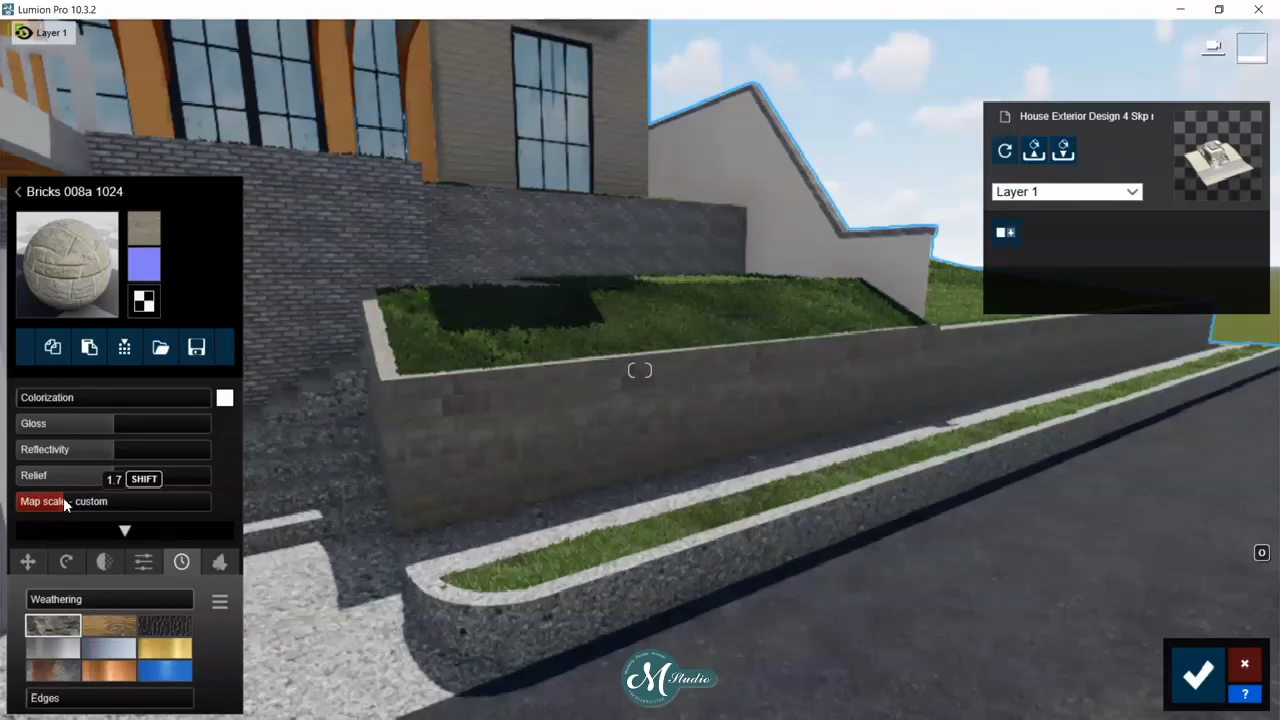 Lumion Pro 10.3.2
Layer 1
House Exterior Design 4 Skp r
Layer 1
Bricks 008a 1024
Colorization
Gloss
Reflectivity
Relief
1.7 SHIFT
Map scale - custom
Weathering
Edges
O
M Studio
?